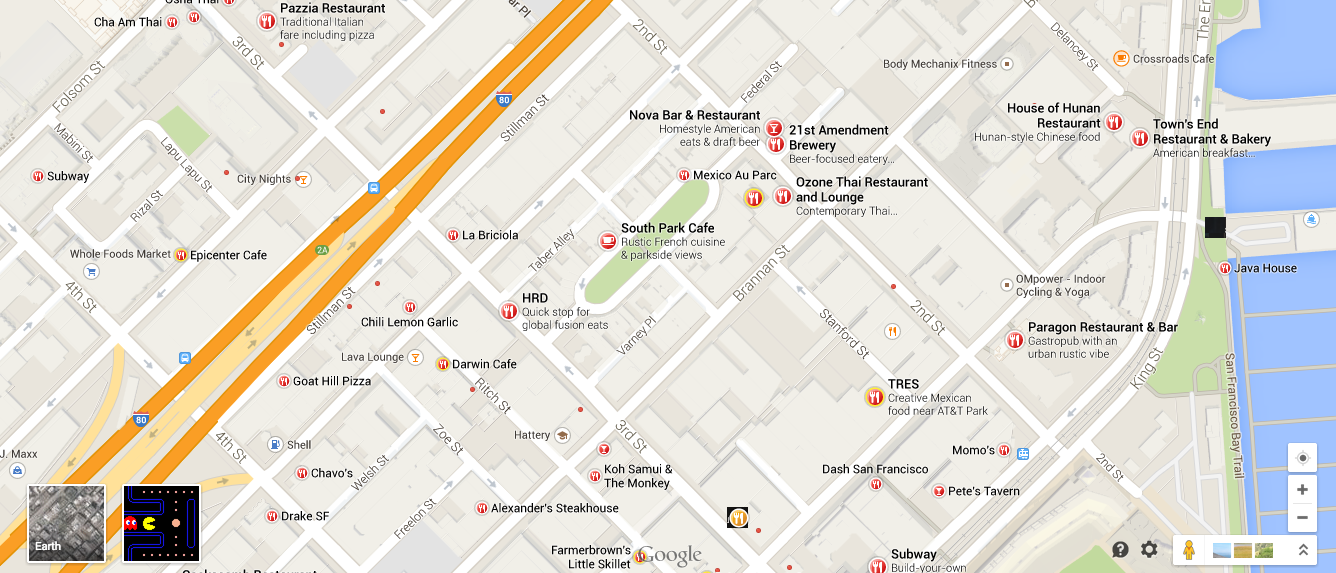 Cha Am Thai
Pazzia Restaurant
Traditional Italian
fare including pizza
3rd St
Folsom St
Mabini St
Lapu Lapu St
Rizal St
Subway
City Nights
Whole Foods Market
Epicenter Cafe
4th St
80
2A
Stillman St
Stillman St
2nd St
Federal St
Delancey St
Body Mechanix Fitness
Crossroads Cafe
Nova Bar & Restaurant
Homestyle American
eats & draft beer
21st Amendment
Brewery
Beer-focused eatery...
House of Hunan
Restaurant
Hunan-style Chinese food
Town's End
Restaurant & Bakery
American breakfast...
Mexico Au Parc
Ozone Thai Restaurant
and Lounge
Contemporary Thai...
La Briciola
Taber Alley
South Park Cafe
Rustic French cuisine
& parkside views
Brannan St
Java House
OMpower - Indoor
Cycling & Yoga
HRD
Quick stop for
global fusion eats
Chili Lemon Garlic
Varney Pl
Stanford St
2nd St
Paragon Restaurant & Bar
Gastropub with an
urban rustic vibe
King St
San Francisco Bay Trail
Lava Lounge
Darwin Cafe
Goat Hill Pizza
Ritch St
TRES
Creative Mexican
food near AT&T Park
80
4th St
Shell
Zoe St
Hattery
3rd St
J. Maxx
Chavo's
Welsh St
Koh Samui &
The Monkey
Dash San Francisco
Momo's
2nd St
Pete's Tavern
Drake SF
Freelon St
Alexander's Steakhouse
Earth
Farmerbrown's
Little Skillet
Google
Subway
Build-your-own